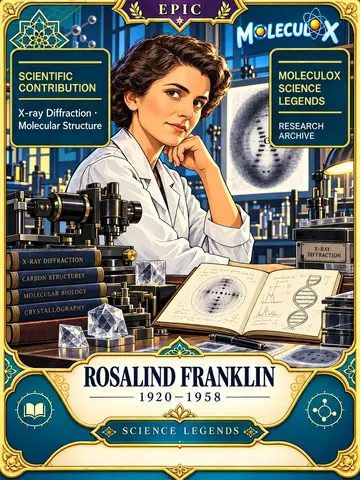 EPIC
MOLECULOX
SCIENTIFIC
CONTRIBUTION
X-ray Diffraction ·
Molecular Structure
MOLECULOX
SCIENCE
LEGENDS
RESEARCH
ARCHIVE
X-RAY
DIFFRACTION
X-RAY DIFFRACTION
CARBON STRUCTURES
MOLECULAR BIOLOGY
CRYSTALLOGRAPHY
ROSALIND FRANKLIN
1920–1958
SCIENCE LEGENDS